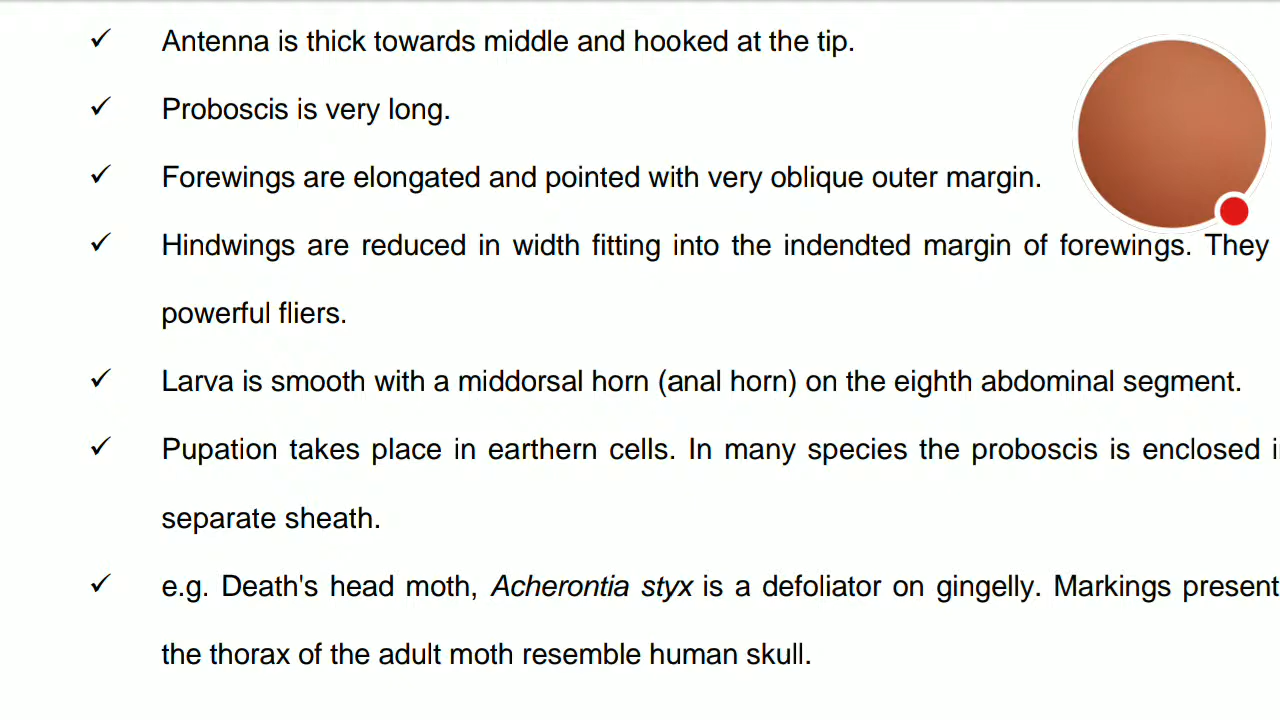 ✓ Antenna is thick towards middle and hooked at the tip.
✓ Proboscis is very long.
✓ Forewings are elongated and pointed with very oblique outer margin.
✓ Hindwings are reduced in width fitting into the indendted margin of forewings. They
powerful fliers.
✓ Larva is smooth with a middorsal horn (anal horn) on the eighth abdominal segment.
✓ Pupation takes place in earthern cells. In many species the proboscis is enclosed
separate sheath.
✓ e.g. Death's head moth, Acherontia styx is a defoliator on gingelly. Markings present
the thorax of the adult moth resemble human skull.